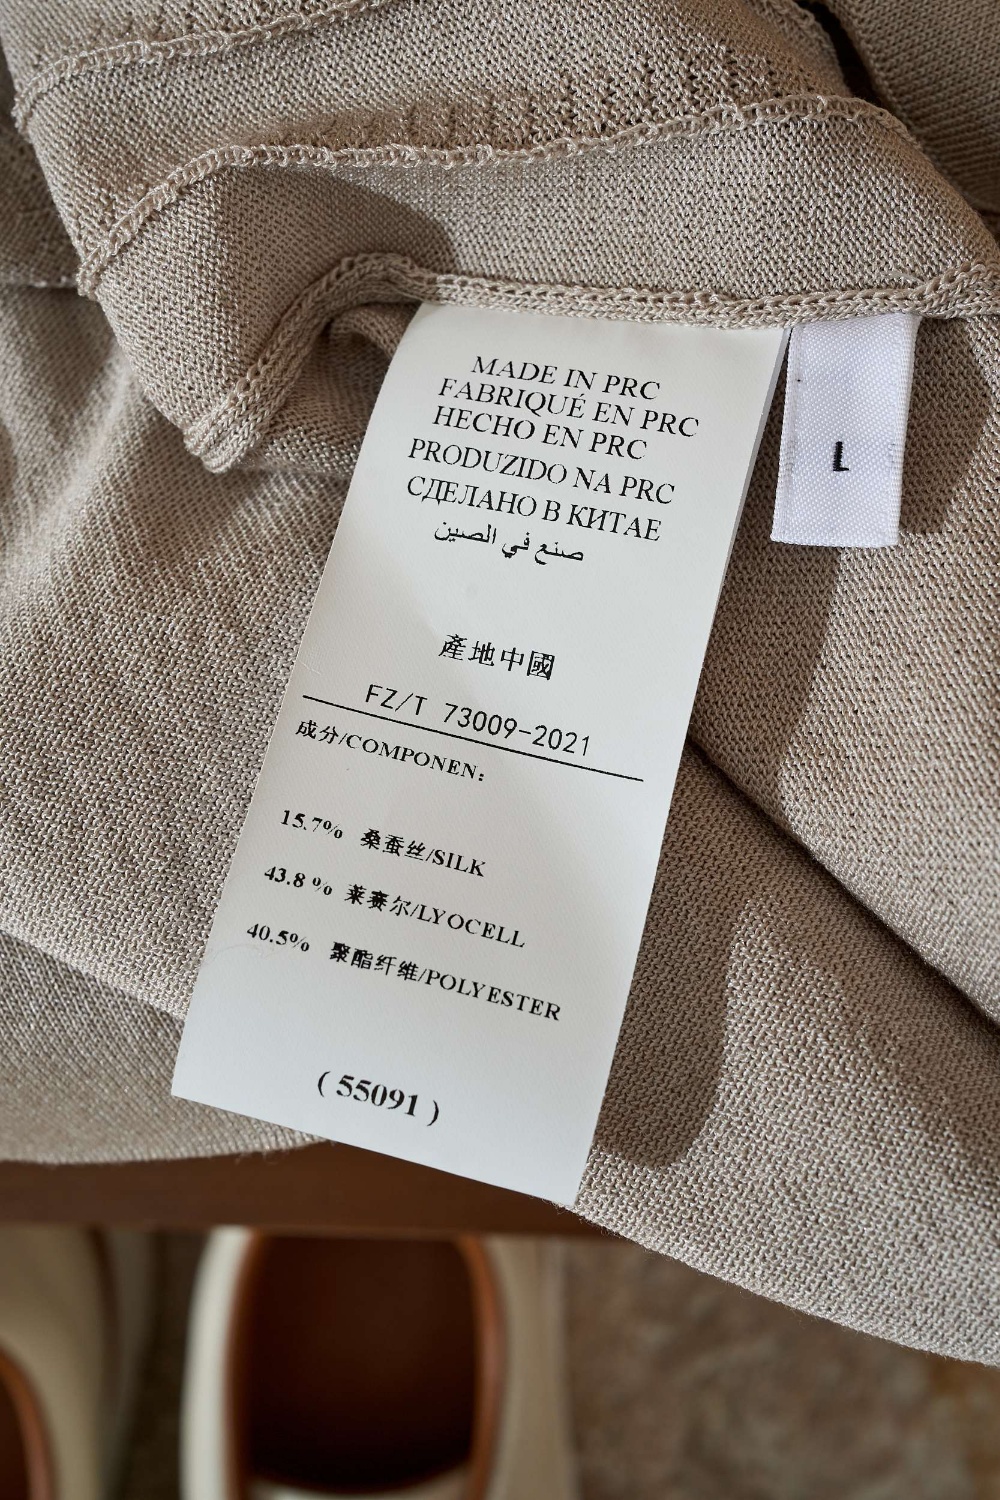 MADE IN PRC
FABRIQUÉ EN PRC
HECHO EN PRC
PRODUZIDO NA PRC
СДЕЛАНО В КИТАЕ
صنع في الصين
產地中國
FZ/T 73009-2021
成分/COMPONEN:
15.7% 桑蚕丝/SILK
43.8 % 莱赛尔/LYOCELL
40.5% 聚酯纤维/POLYESTER
( 55091 )
L